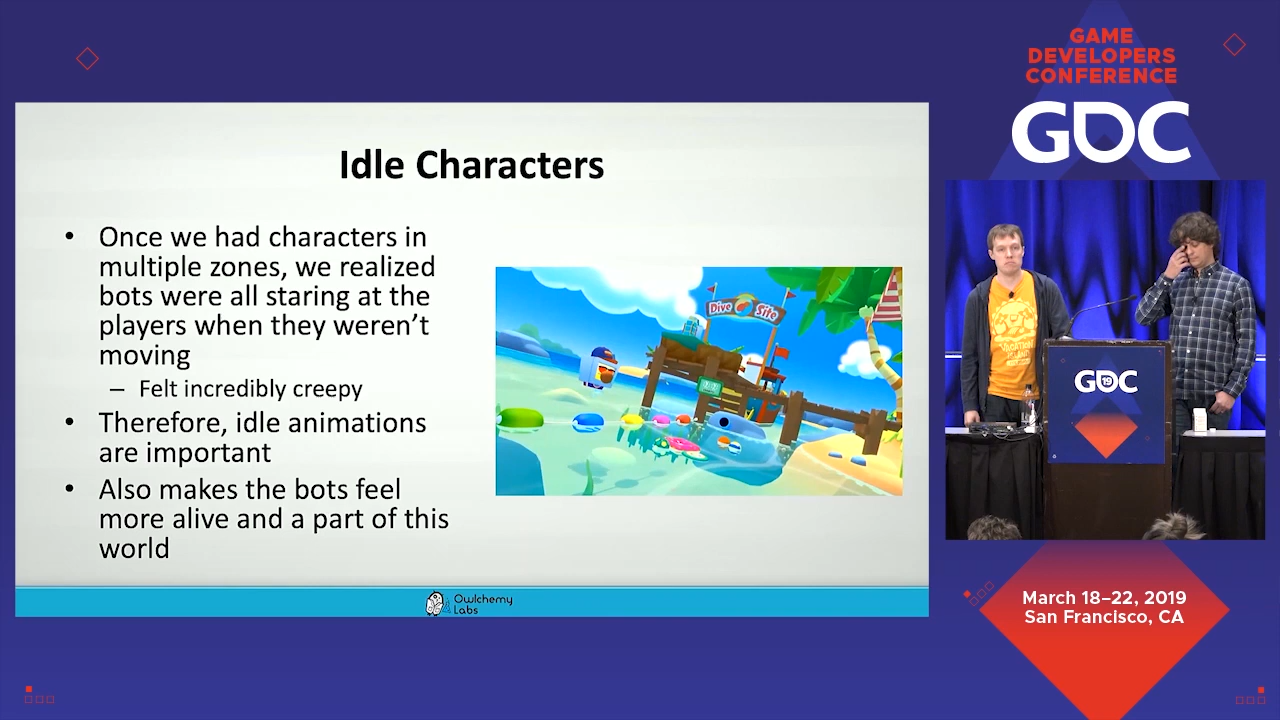 GAME
DEVELOPERS
CONFERENCE
GDC
Idle Characters
• Once we had characters in
multiple zones, we realized
bots were all staring at the
players when they weren’t
moving
– Felt incredibly creepy
• Therefore, idle animations
are important
• Also makes the bots feel
more alive and a part of this
world
Dive Site
Owlchemy
Labs
VACATION
GDC
19
March 18–22, 2019
San Francisco, CA